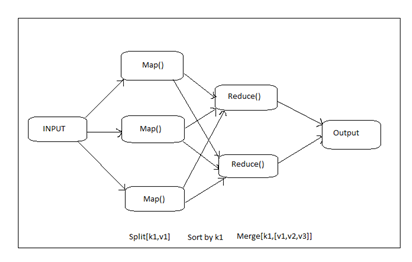 Map()
Reduce()
INPUT
Map()
Output
Reduce()
Map()
Split[k1,v1]
Sort by k1
Merge[k1,[v1,v2,v3]]